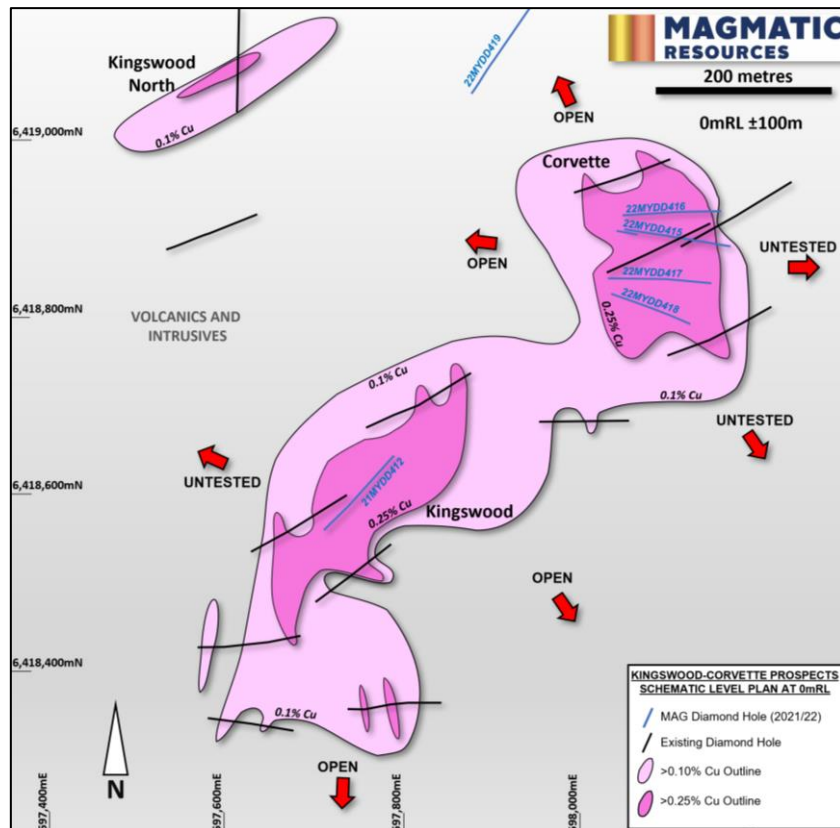 MAGMATIC
RESOURCES
200 metres
0mRL ±100m
Kingswood
North
0.1% Cu
22MYDD419
OPEN
6,419,000mN
Corvette
22MYDD416
22MYDD415
22MYDD417
22MYDD418
0.25% Cu
OPEN
UNTESTED
6,418,800mN
VOLCANICS AND
INTRUSIVES
0.1% Cu
0.1% Cu
UNTESTED
UNTESTED
21MYDD412
0.25% Cu
Kingswood
6,418,600mN
OPEN
6,418,400mN
0.1% Cu
OPEN
N
697,400mE
697,600mE
697,800mE
698,000mE
KINGSWOOD-CORVETTE PROSPECTS
SCHEMATIC LEVEL PLAN AT 0mRL
MAG Diamond Hole (2021/22)
Existing Diamond Hole
>0.10% Cu Outline
>0.25% Cu Outline